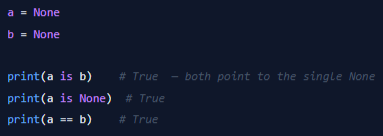 a = None
b = None
print(a is b)    # True  — both point to the single None
print(a is None)  # True
print(a == b)    # True